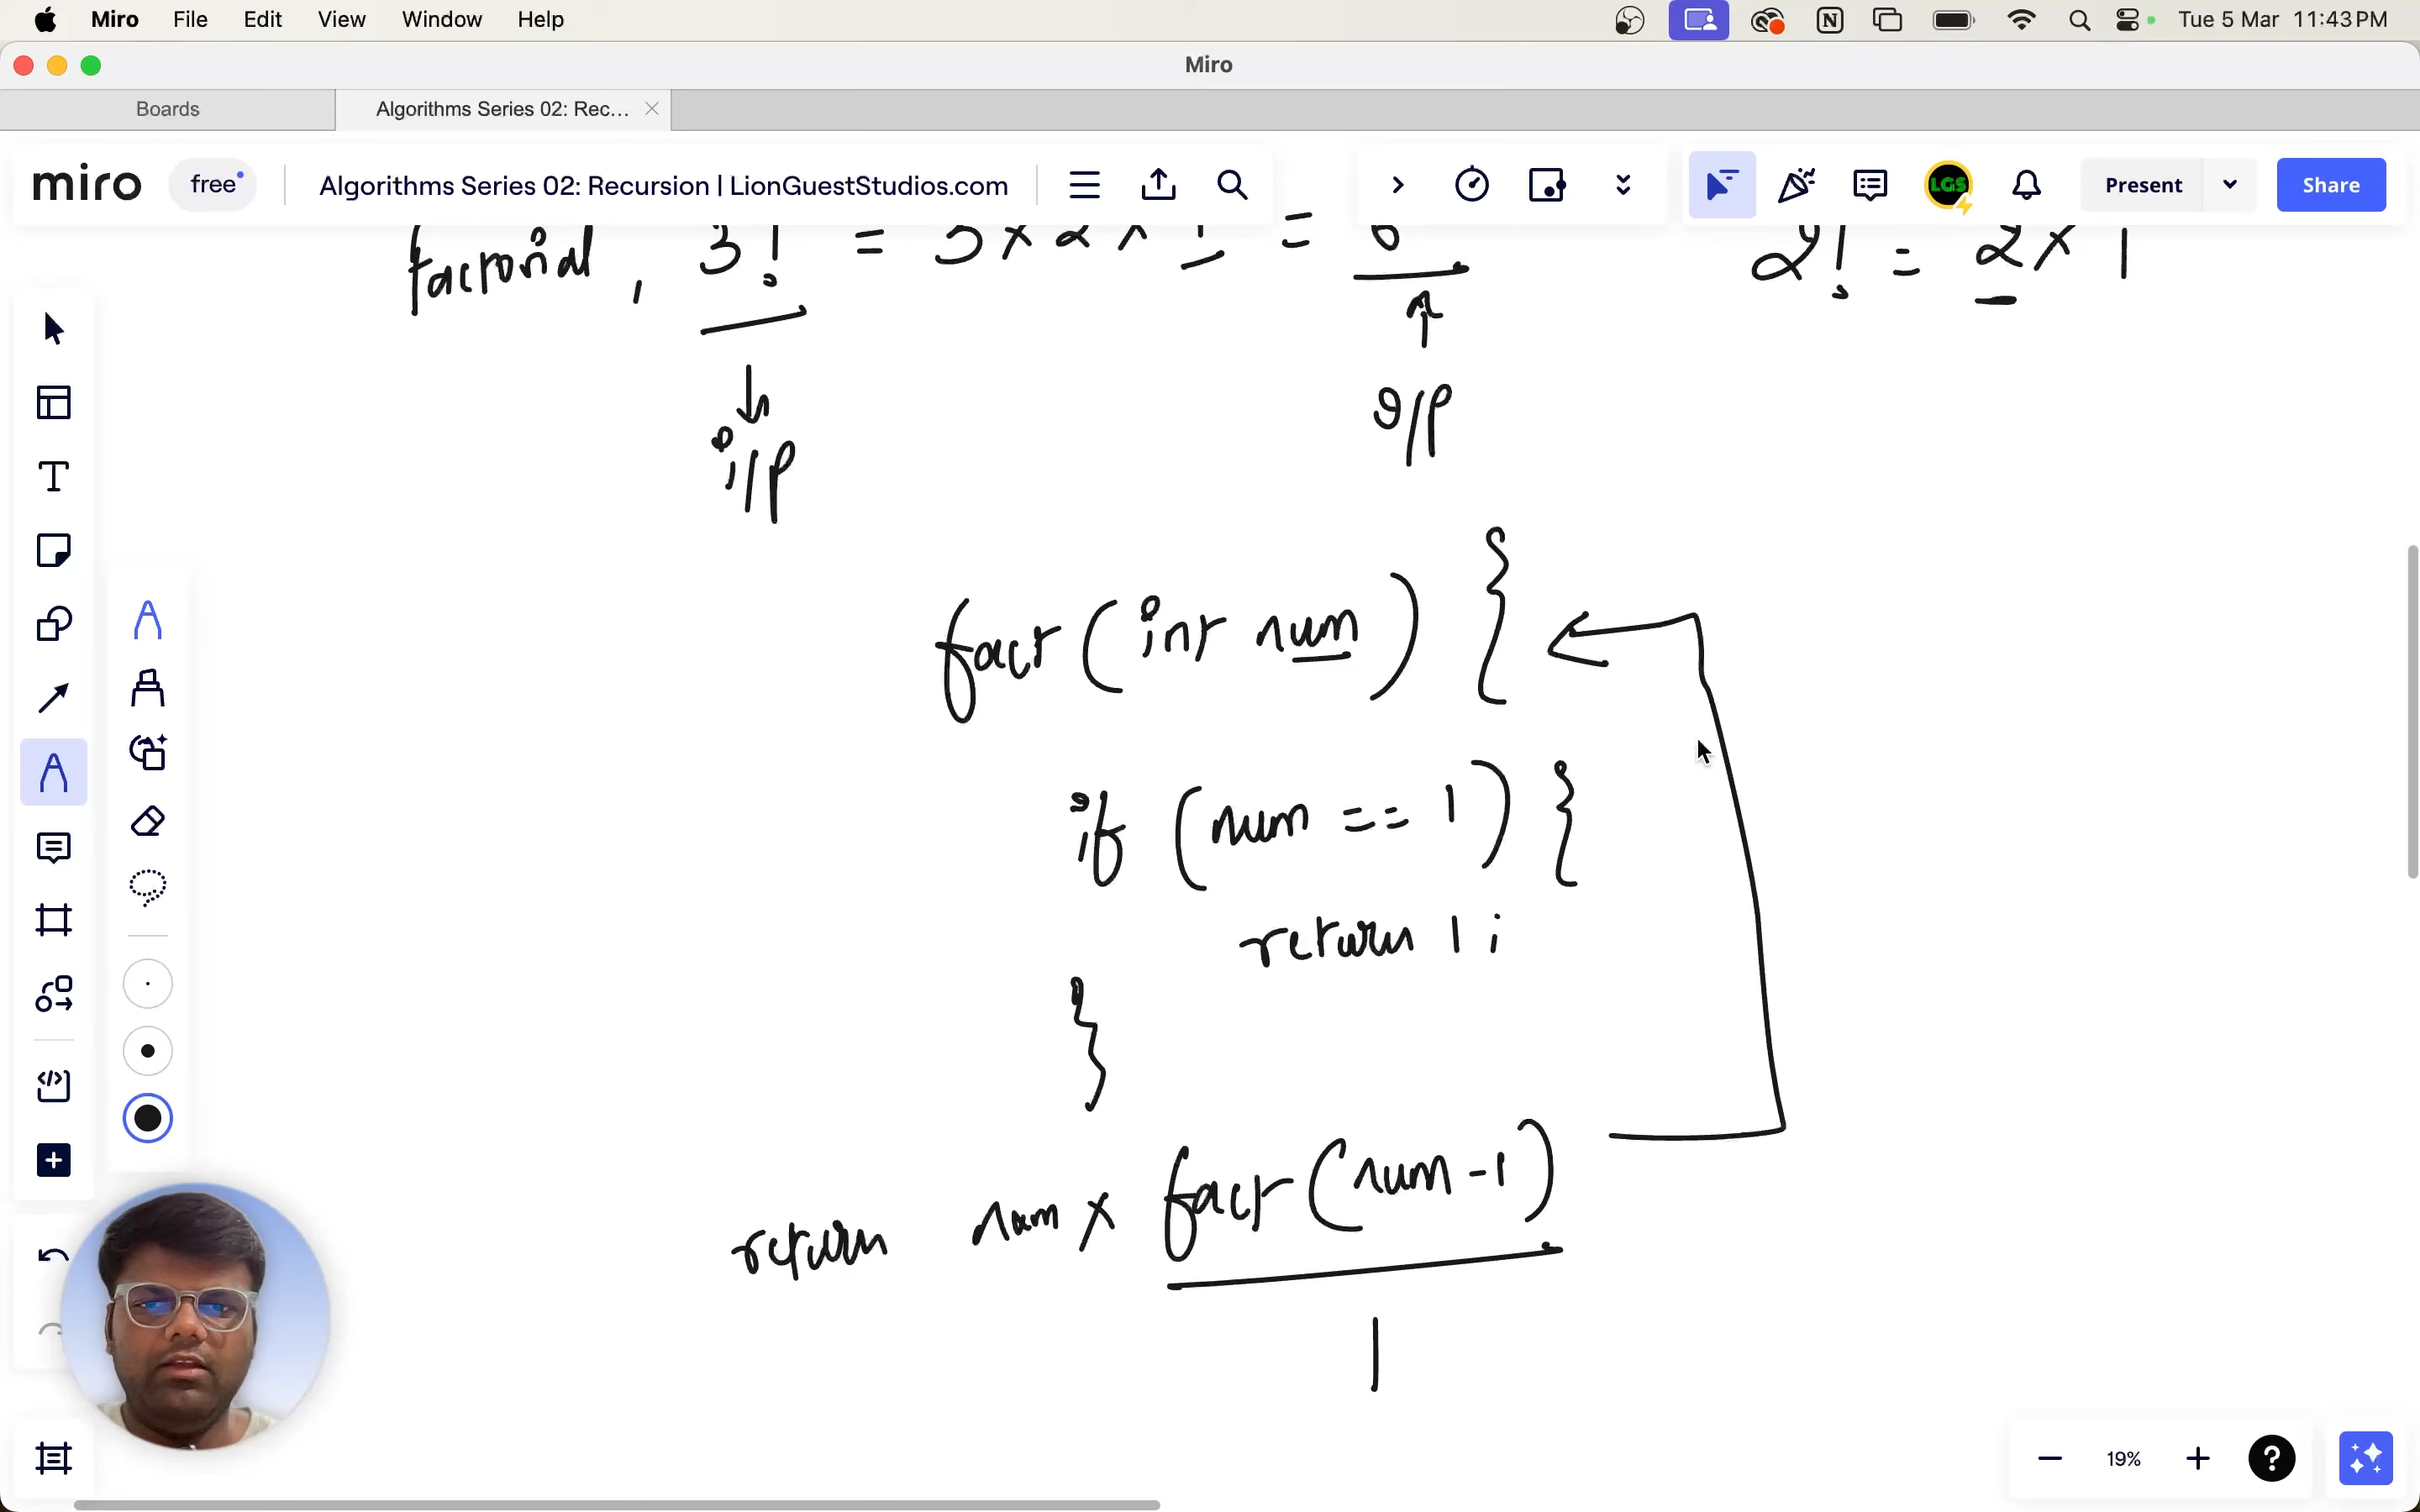 Miro File Edit View Window Help Tue 5 Mar 11:43 PM
Miro
Boards Algorithms Series 02: Rec...
miro free Algorithms Series 02: Recursion | LionGuestStudios.com LGS Present Share
factorial, 3! = 3 x 2 x 1 = 6 2! = 2 x 1
i/p
o/p
fact (int num) {
if (num == 1) {
return 1;
}
return num x fact (num - 1)
1
19%